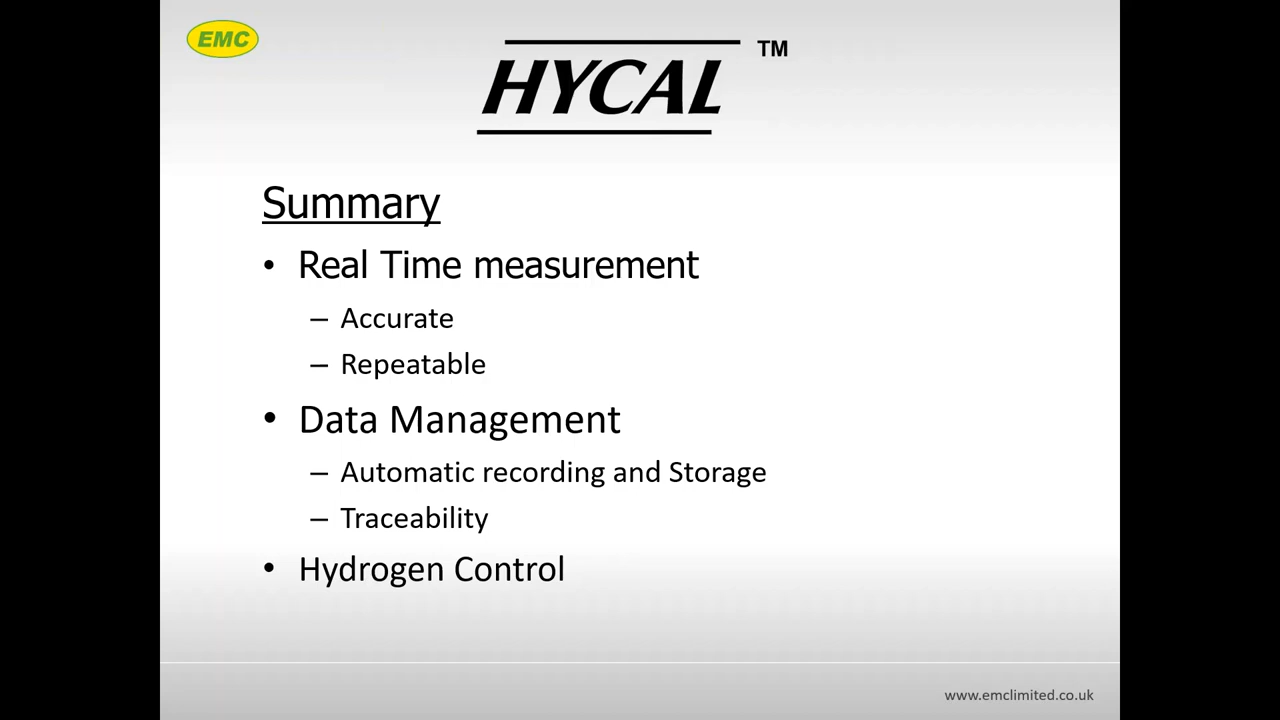 EMC
HYCAL TM
Summary
• Real Time measurement
– Accurate
– Repeatable
• Data Management
– Automatic recording and Storage
– Traceability
• Hydrogen Control
www.emclimited.co.uk